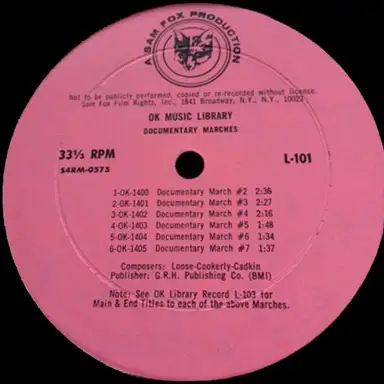 A SAM FOX PRODUCTION
Not to be publicly performed, copied or re-recorded without license.
Sam Fox Film Rights, Inc., 1841 Broadway, N.Y., N.Y., 10023
OK MUSIC LIBRARY
DOCUMENTARY MARCHES
33⅓ RPM
L-101
S4RM-0575
1-OK-1400 Documentary March #2 2:36
2-OK-1401 Documentary March #3 2:27
3-OK-1402 Documentary March #4 2:16
4-OK-1403 Documentary March #5 1:48
5-OK-1404 Documentary March #6 1:34
6-OK-1405 Documentary March #7 1:37
Composers: Loose-Cookerly-Cadkin
Publisher: G.R.H. Publishing Co. (BMI)
Note: See OK Library Record L-103 for
Main & End Titles to each of the above Marches.